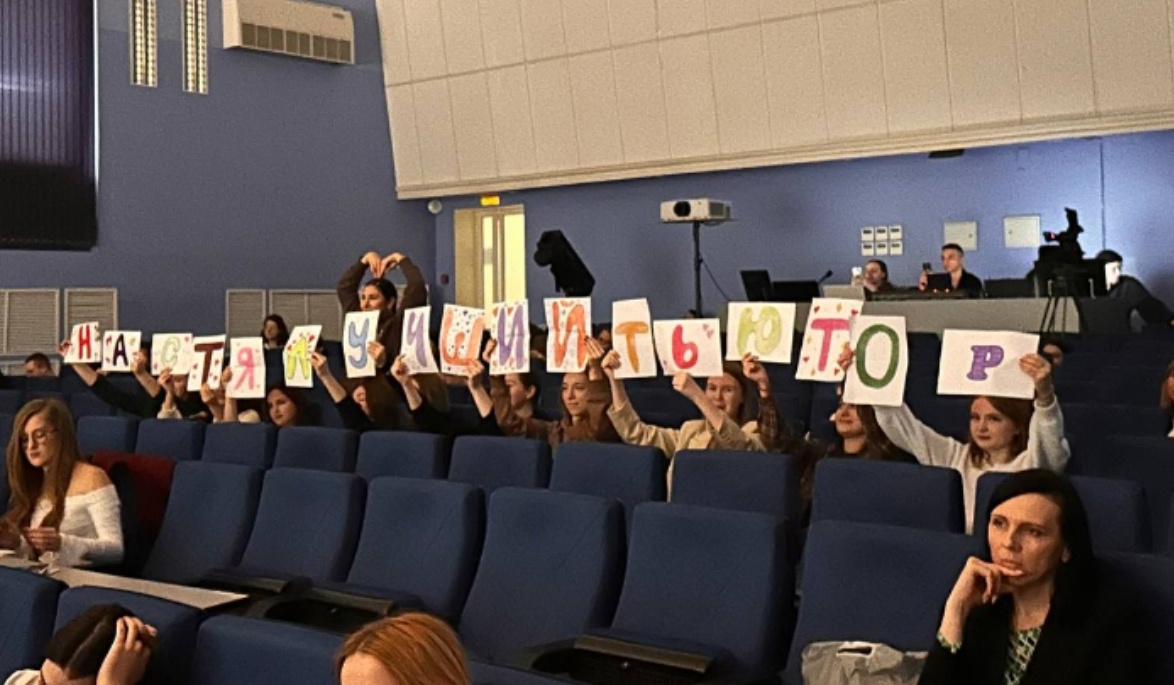 НАСТЯ ЛУЧШИЙ ТЬЮТОР